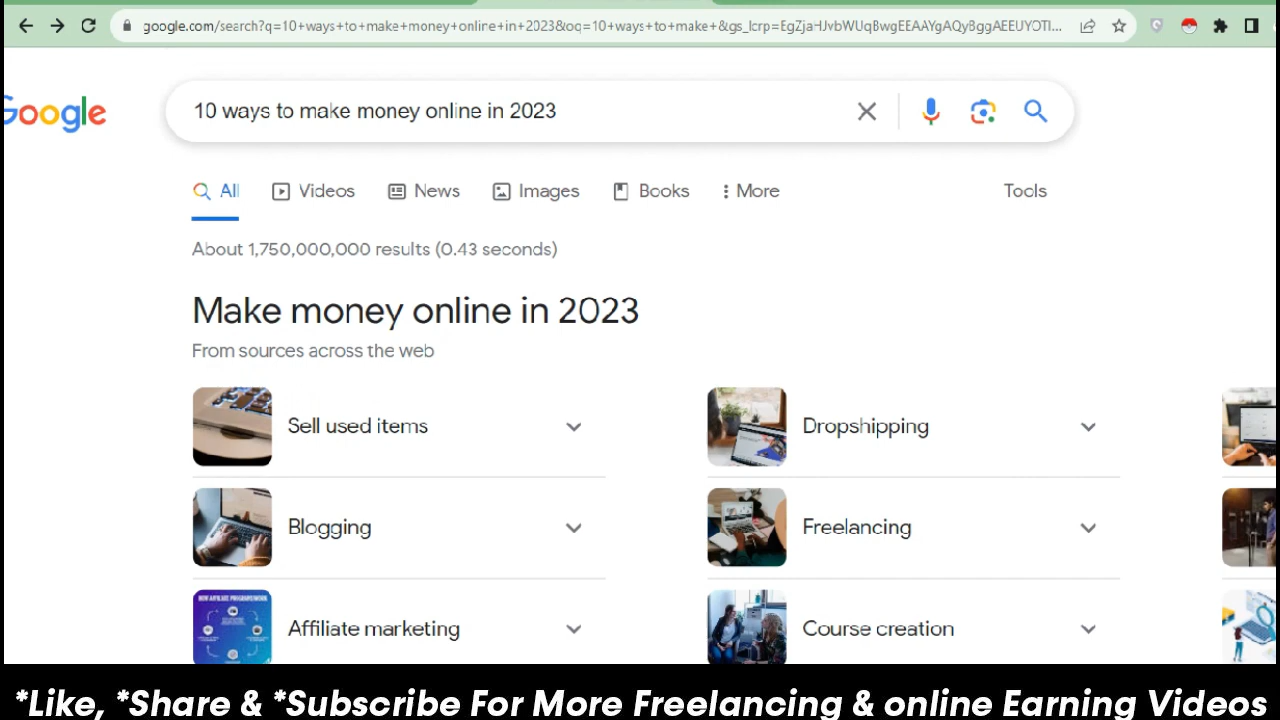 google.com/search?q=10+ways+to+make+money+online+in+2023&oq=10+ways+to+make+&gs_lcrp=EgZjaHJvbWUqBwgEEAAYgAQyBggAEEUYOTI...
Google
10 ways to make money online in 2023
All Videos News Images Books More Tools
About 1,750,000,000 results (0.43 seconds)
Make money online in 2023
From sources across the web
Sell used items Dropshipping
Blogging Freelancing
Affiliate marketing Course creation
*Like, *Share & *Subscribe For More Freelancing & online Earning Videos